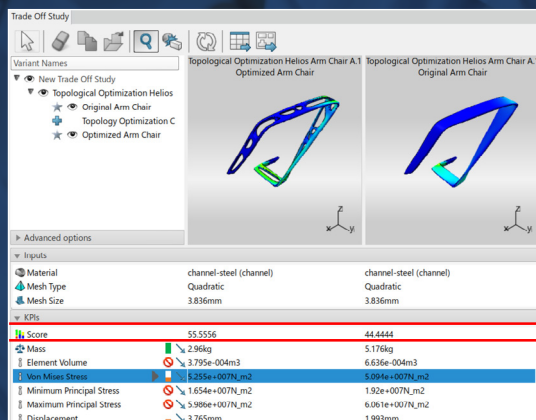 Trade Off Study
Variant Names
New Trade Off Study
Topological Optimization Helios
Original Arm Chair
Topology Optimization C
Optimized Arm Chair
Advanced options
Topological Optimization Helios Arm Chair A.1
Optimized Arm Chair
z
x
y
Topological Optimization Helios Arm Chair A.
Original Arm Chair
z
x
y
Inputs
Material channel-steel (channel) channel-steel (channel)
Mesh Type Quadratic Quadratic
Mesh Size 3.836mm 3.836mm
KPIs
Score 55.5556 44.4444
Mass 2.96kg 5.176kg
Element Volume 3.795e-004m3 6.636e-004m3
Von Mises Stress 5.255e+007N_m2 5.094e+007N_m2
Minimum Principal Stress 1.654e+007N_m2 1.92e+007N_m2
Maximum Principal Stress 5.986e+007N_m2 6.061e+007N_m2
Displacement 3.765mm 1.993mm